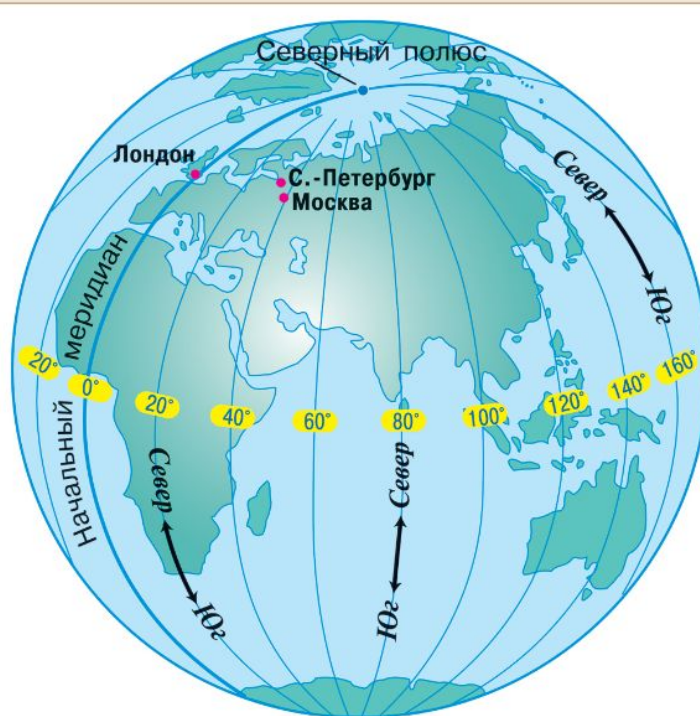 Северный полюс
Лондон
С.-Петербург
Москва
Север
Юг
Начальный меридиан
20° 0° 20° 40° 60° 80° 100° 120° 140° 160°
Север
Юг
Север
Юг